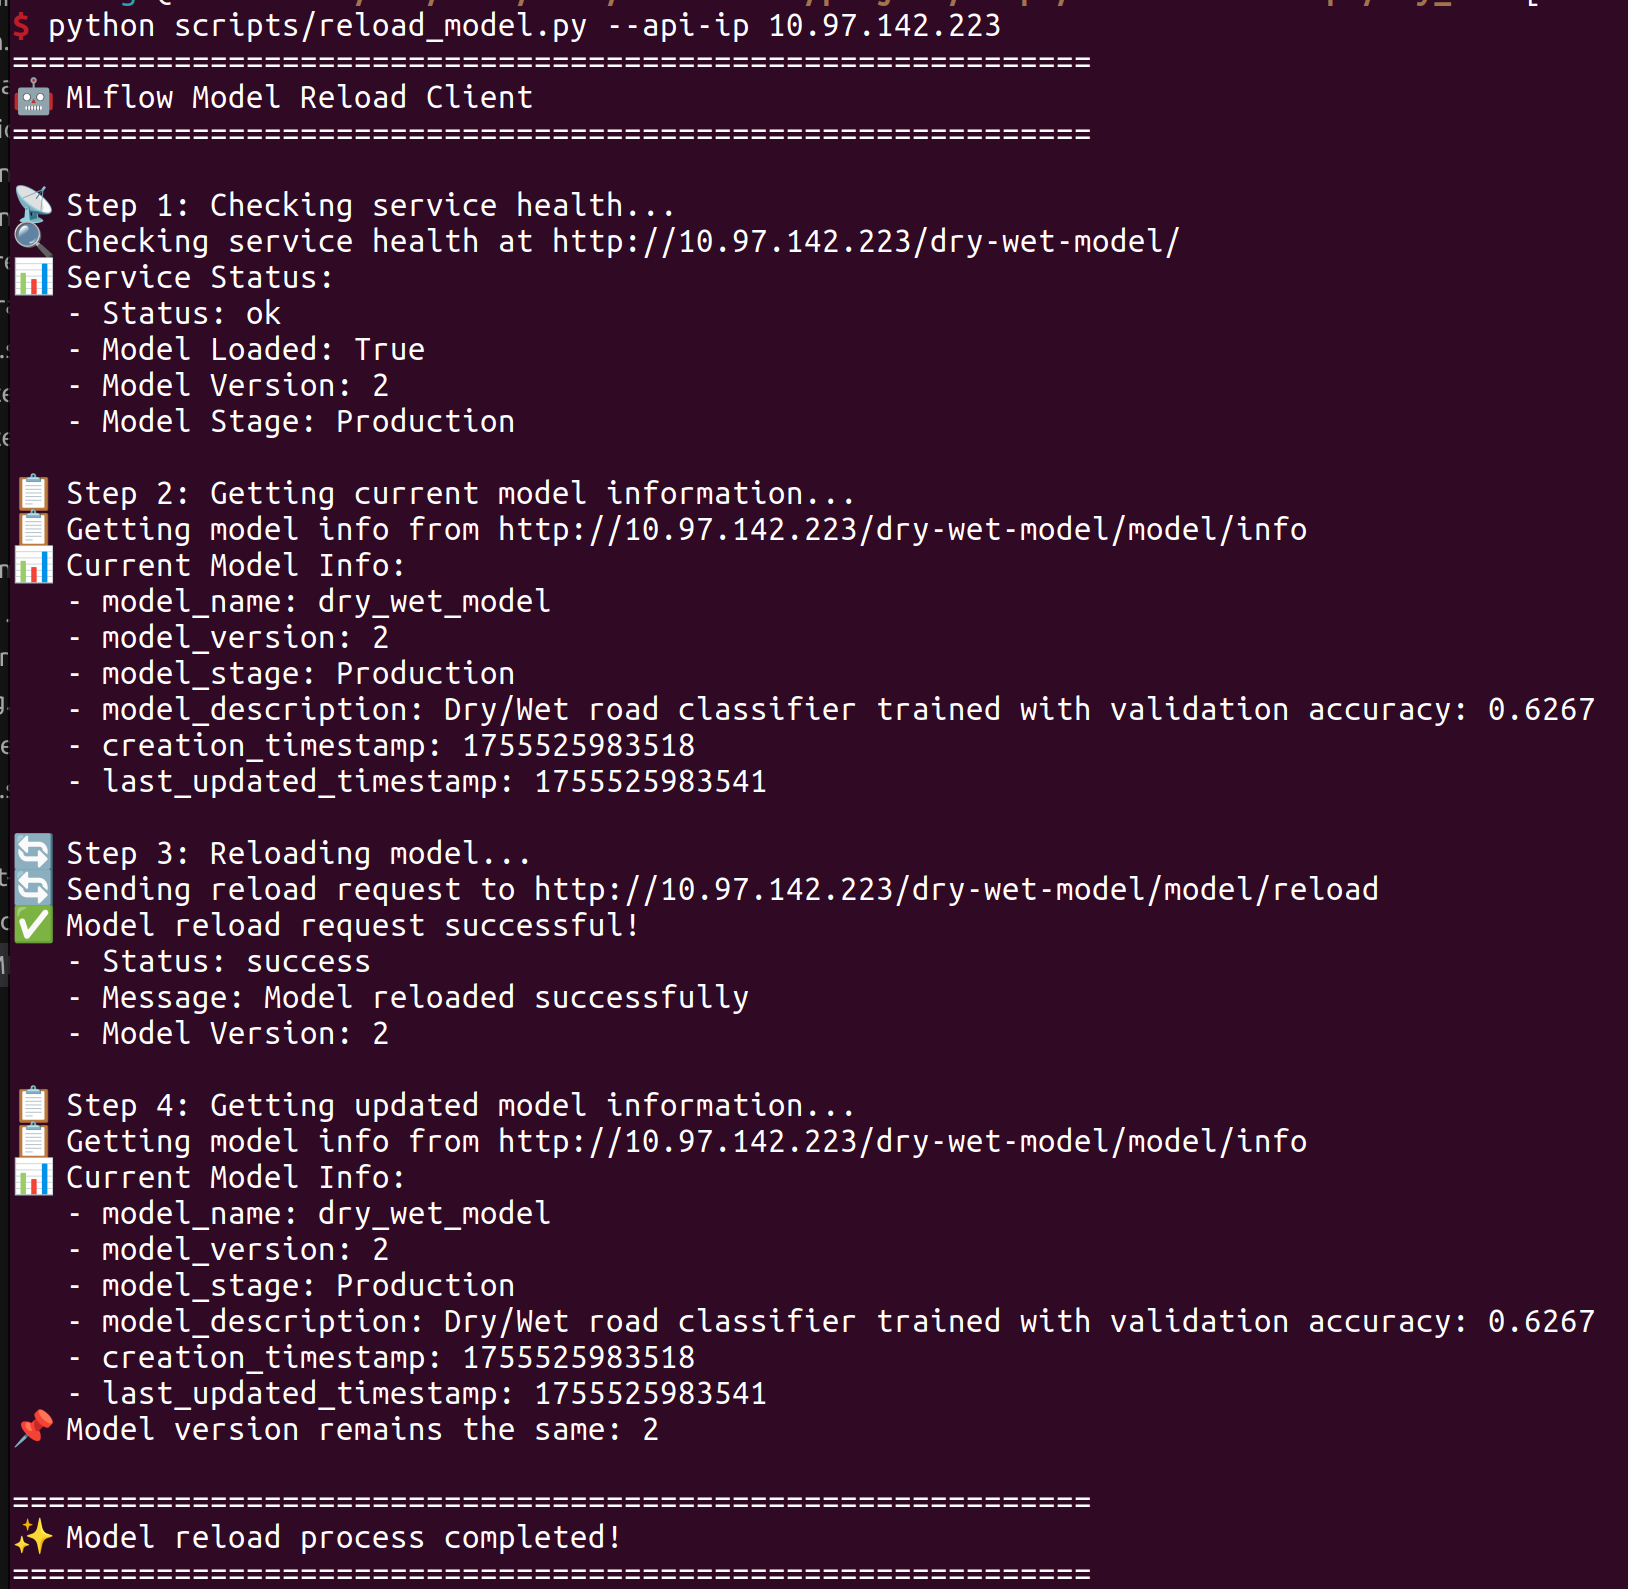 $ python scripts/reload_model.py --api-ip 10.97.142.223
============================================================
🤖 MLflow Model Reload Client
============================================================
📡 Step 1: Checking service health...
🔍 Checking service health at http://10.97.142.223/dry-wet-model/
📊 Service Status:
- Status: ok
- Model Loaded: True
- Model Version: 2
- Model Stage: Production
📋 Step 2: Getting current model information...
📋 Getting model info from http://10.97.142.223/dry-wet-model/model/info
📊 Current Model Info:
- model_name: dry_wet_model
- model_version: 2
- model_stage: Production
- model_description: Dry/Wet road classifier trained with validation accuracy: 0.6267
- creation_timestamp: 1755525983518
- last_updated_timestamp: 1755525983541
🔄 Step 3: Reloading model...
🔄 Sending reload request to http://10.97.142.223/dry-wet-model/model/reload
✅ Model reload request successful!
- Status: success
- Message: Model reloaded successfully
- Model Version: 2
📋 Step 4: Getting updated model information...
📋 Getting model info from http://10.97.142.223/dry-wet-model/model/info
📊 Current Model Info:
- model_name: dry_wet_model
- model_version: 2
- model_stage: Production
- model_description: Dry/Wet road classifier trained with validation accuracy: 0.6267
- creation_timestamp: 1755525983518
- last_updated_timestamp: 1755525983541
📌 Model version remains the same: 2
============================================================
✨ Model reload process completed!
============================================================